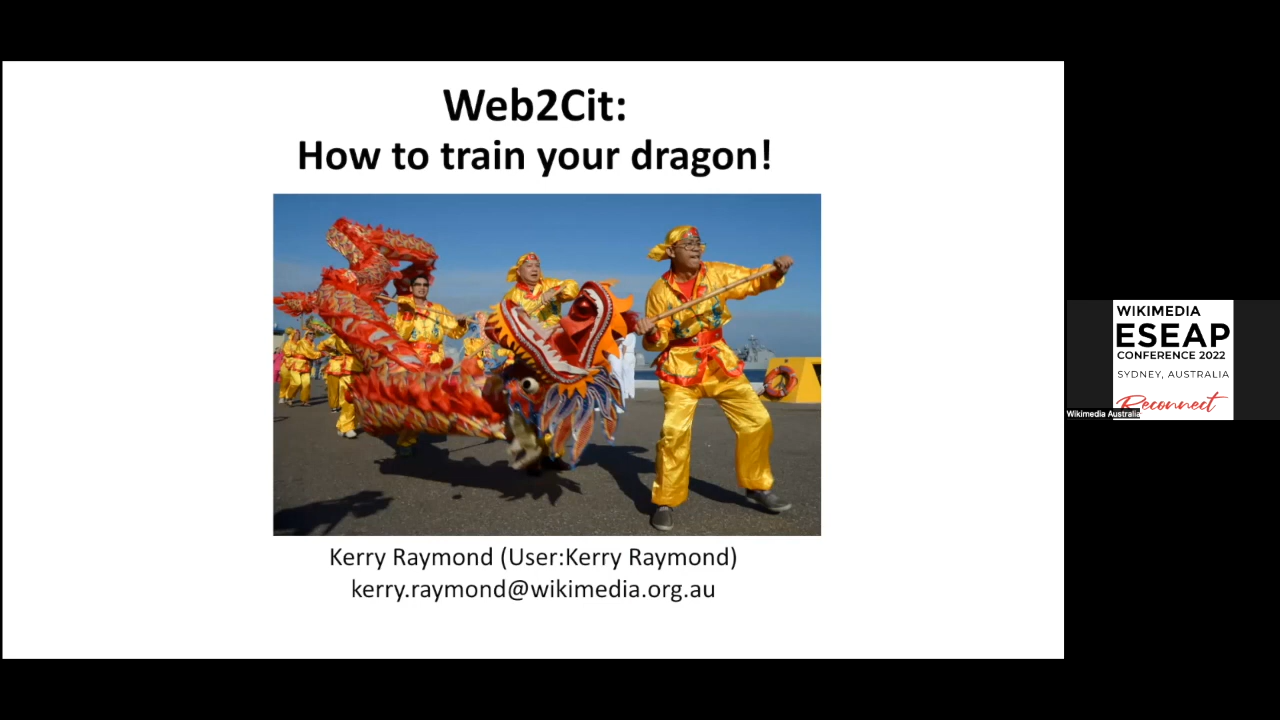 Web2Cit:
How to train your dragon!
Kerry Raymond (User:Kerry Raymond)
kerry.raymond@wikimedia.org.au
WIKIMEDIA
ESEAP
CONFERENCE 2022
SYDNEY, AUSTRALIA
Reconnect
Wikimedia Australia